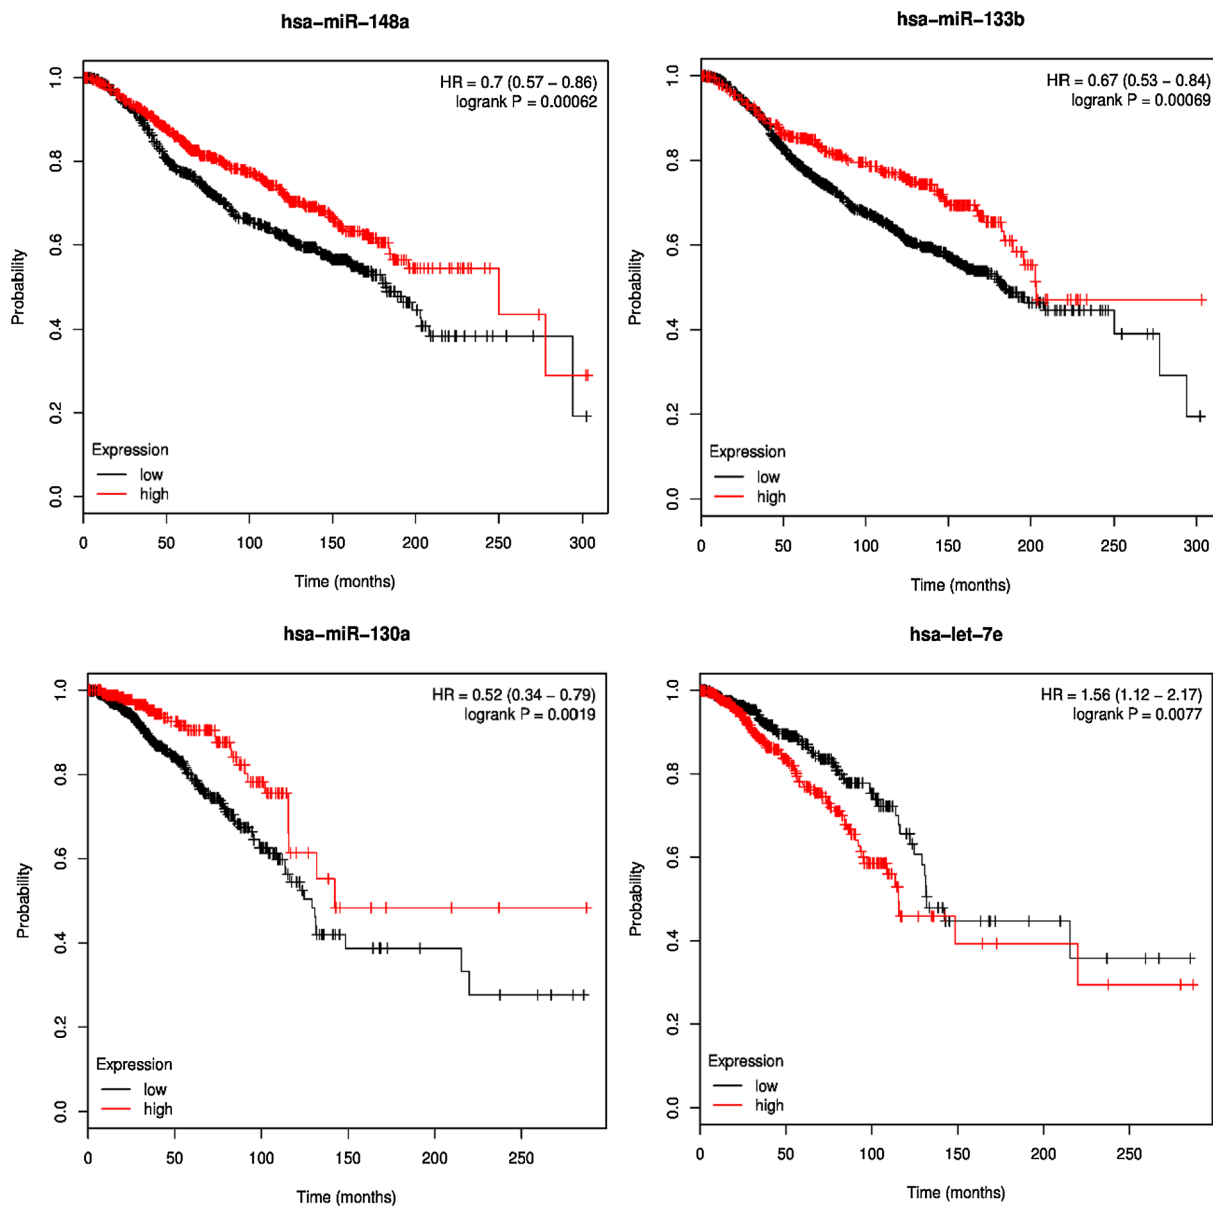 hsa-miR-148a
HR = 0.7 (0.57 - 0.86)
logrank P = 0.00062
Probability
1.0
0.8
0.6
0.4
0.2
0.0
Expression
low
high
0 50 100 150 200 250 300
Time (months)
hsa-miR-133b
HR = 0.67 (0.53 - 0.84)
logrank P = 0.00069
Probability
1.0
0.8
0.6
0.4
0.2
0.0
Expression
low
high
0 50 100 150 200 250 300
Time (months)
hsa-miR-130a
HR = 0.52 (0.34 - 0.79)
logrank P = 0.0019
Probability
1.0
0.8
0.6
0.4
0.2
0.0
Expression
low
high
0 50 100 150 200 250
Time (months)
hsa-let-7e
HR = 1.56 (1.12 - 2.17)
logrank P = 0.0077
Probability
1.0
0.8
0.6
0.4
0.2
0.0
Expression
low
high
0 50 100 150 200 250
Time (months)